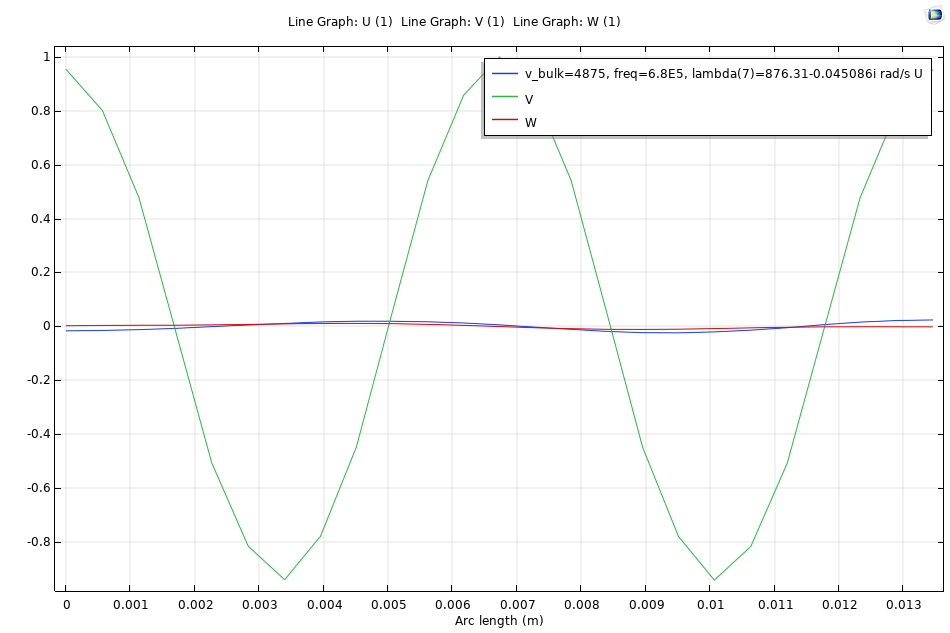 Line Graph: U (1)  Line Graph: V (1)  Line Graph: W (1)
v_bulk=4875, freq=6.8E5, lambda(7)=876.31-0.045086i rad/s U
V
W
1
0.8
0.6
0.4
0.2
0
-0.2
-0.4
-0.6
-0.8
0 0.001 0.002 0.003 0.004 0.005 0.006 0.007 0.008 0.009 0.01 0.011 0.012 0.013
Arc length (m)